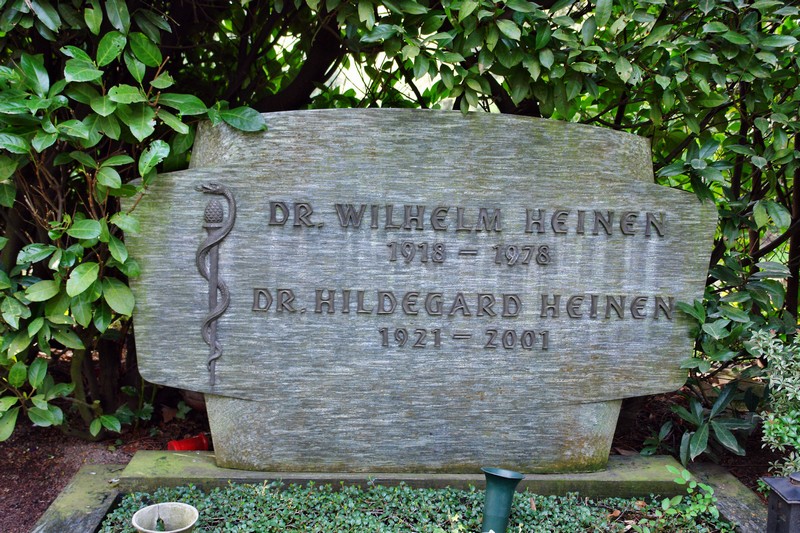 DR. WILHELM HEINEN
1918 – 1978
DR. HILDEGARD HEINEN
1921 – 2001